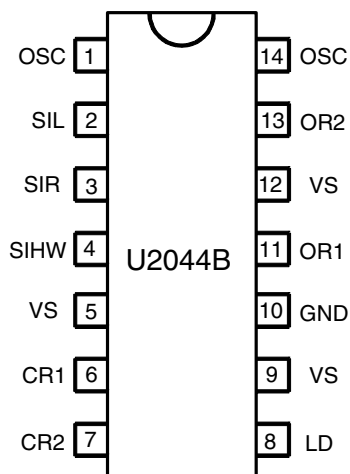 OSC 1 14 OSC
SIL 2 13 OR2
SIR 3 12 VS
SIHW 4 11 OR1
U2044B
VS 5 10 GND
CR1 6 9 VS
CR2 7 8 LD